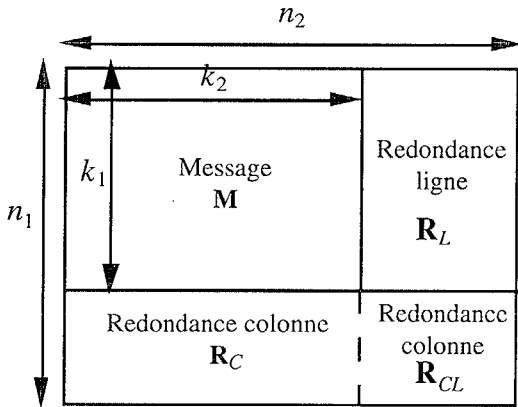 n2
k2
n1
k1
Message
M
Redondance
ligne
RL
Redondance colonne
RC
Redondance
colonne
RCL